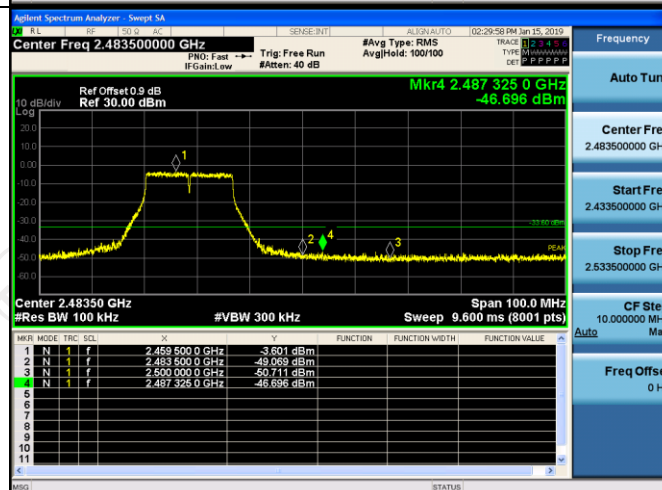 Agilent Spectrum Analyzer - Swept SA
RL RF 50 Ω AC SENSE:INT ALIGN AUTO 02:29:58 PM Jan 15, 2019
Center Freq 2.483500000 GHz #Avg Type: RMS TRACE 1 2 3 4 5 6
PNO: Fast Trig: Free Run Avg|Hold: 100/100 TYPE M
IFGain:Low #Atten: 40 dB DET P P P P P P
Frequency
Mkr4 2.487 325 0 GHz
-46.696 dBm
Ref Offset 0.9 dB
10 dB/div Ref 30.00 dBm
Log
20.0
10.0
0.00
-10.0
-20.0
-30.0
-40.0
-50.0
-60.0
1
2
4
3
-33.60 dBm
PEAK
Center 2.48350 GHz Span 100.0 MHz
#Res BW 100 kHz #VBW 300 kHz Sweep 9.600 ms (8001 pts)
MKR MODE TRC SCL X Y FUNCTION FUNCTION WIDTH FUNCTION VALUE
1 N 1 f 2.459 500 0 GHz -3.601 dBm
2 N 1 f 2.483 500 0 GHz -49.069 dBm
3 N 1 f 2.500 000 0 GHz -50.711 dBm
4 N 1 f 2.487 325 0 GHz -46.696 dBm
5
6
7
8
9
10
11
MSG STATUS
Auto Tun
Center Fre
2.483500000 GH
Start Fre
2.433500000 GH
Stop Fre
2.533500000 GH
CF Ste
10.000000 MH
Auto Ma
Freq Offse
0 H